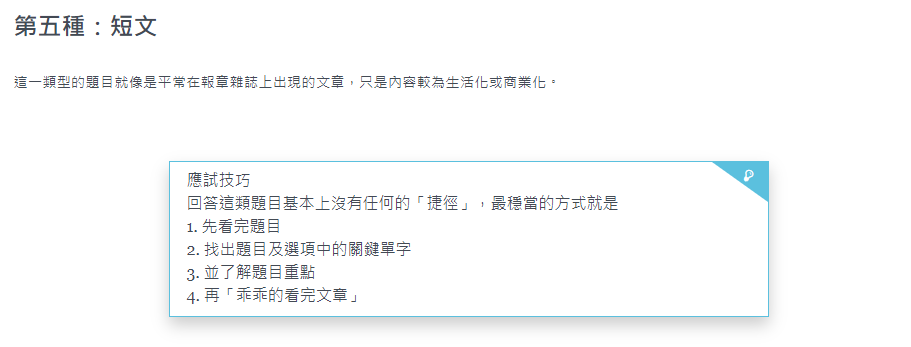 第五種：短文
這一類型的題目就像是平常在報章雜誌上出現的文章，只是內容較為生活化或商業化。
應試技巧
回答這類題目基本上沒有任何的「捷徑」，最穩當的方式就是
1. 先看完題目
2. 找出題目及選項中的關鍵單字
3. 並了解題目重點
4. 再「乖乖的看完文章」